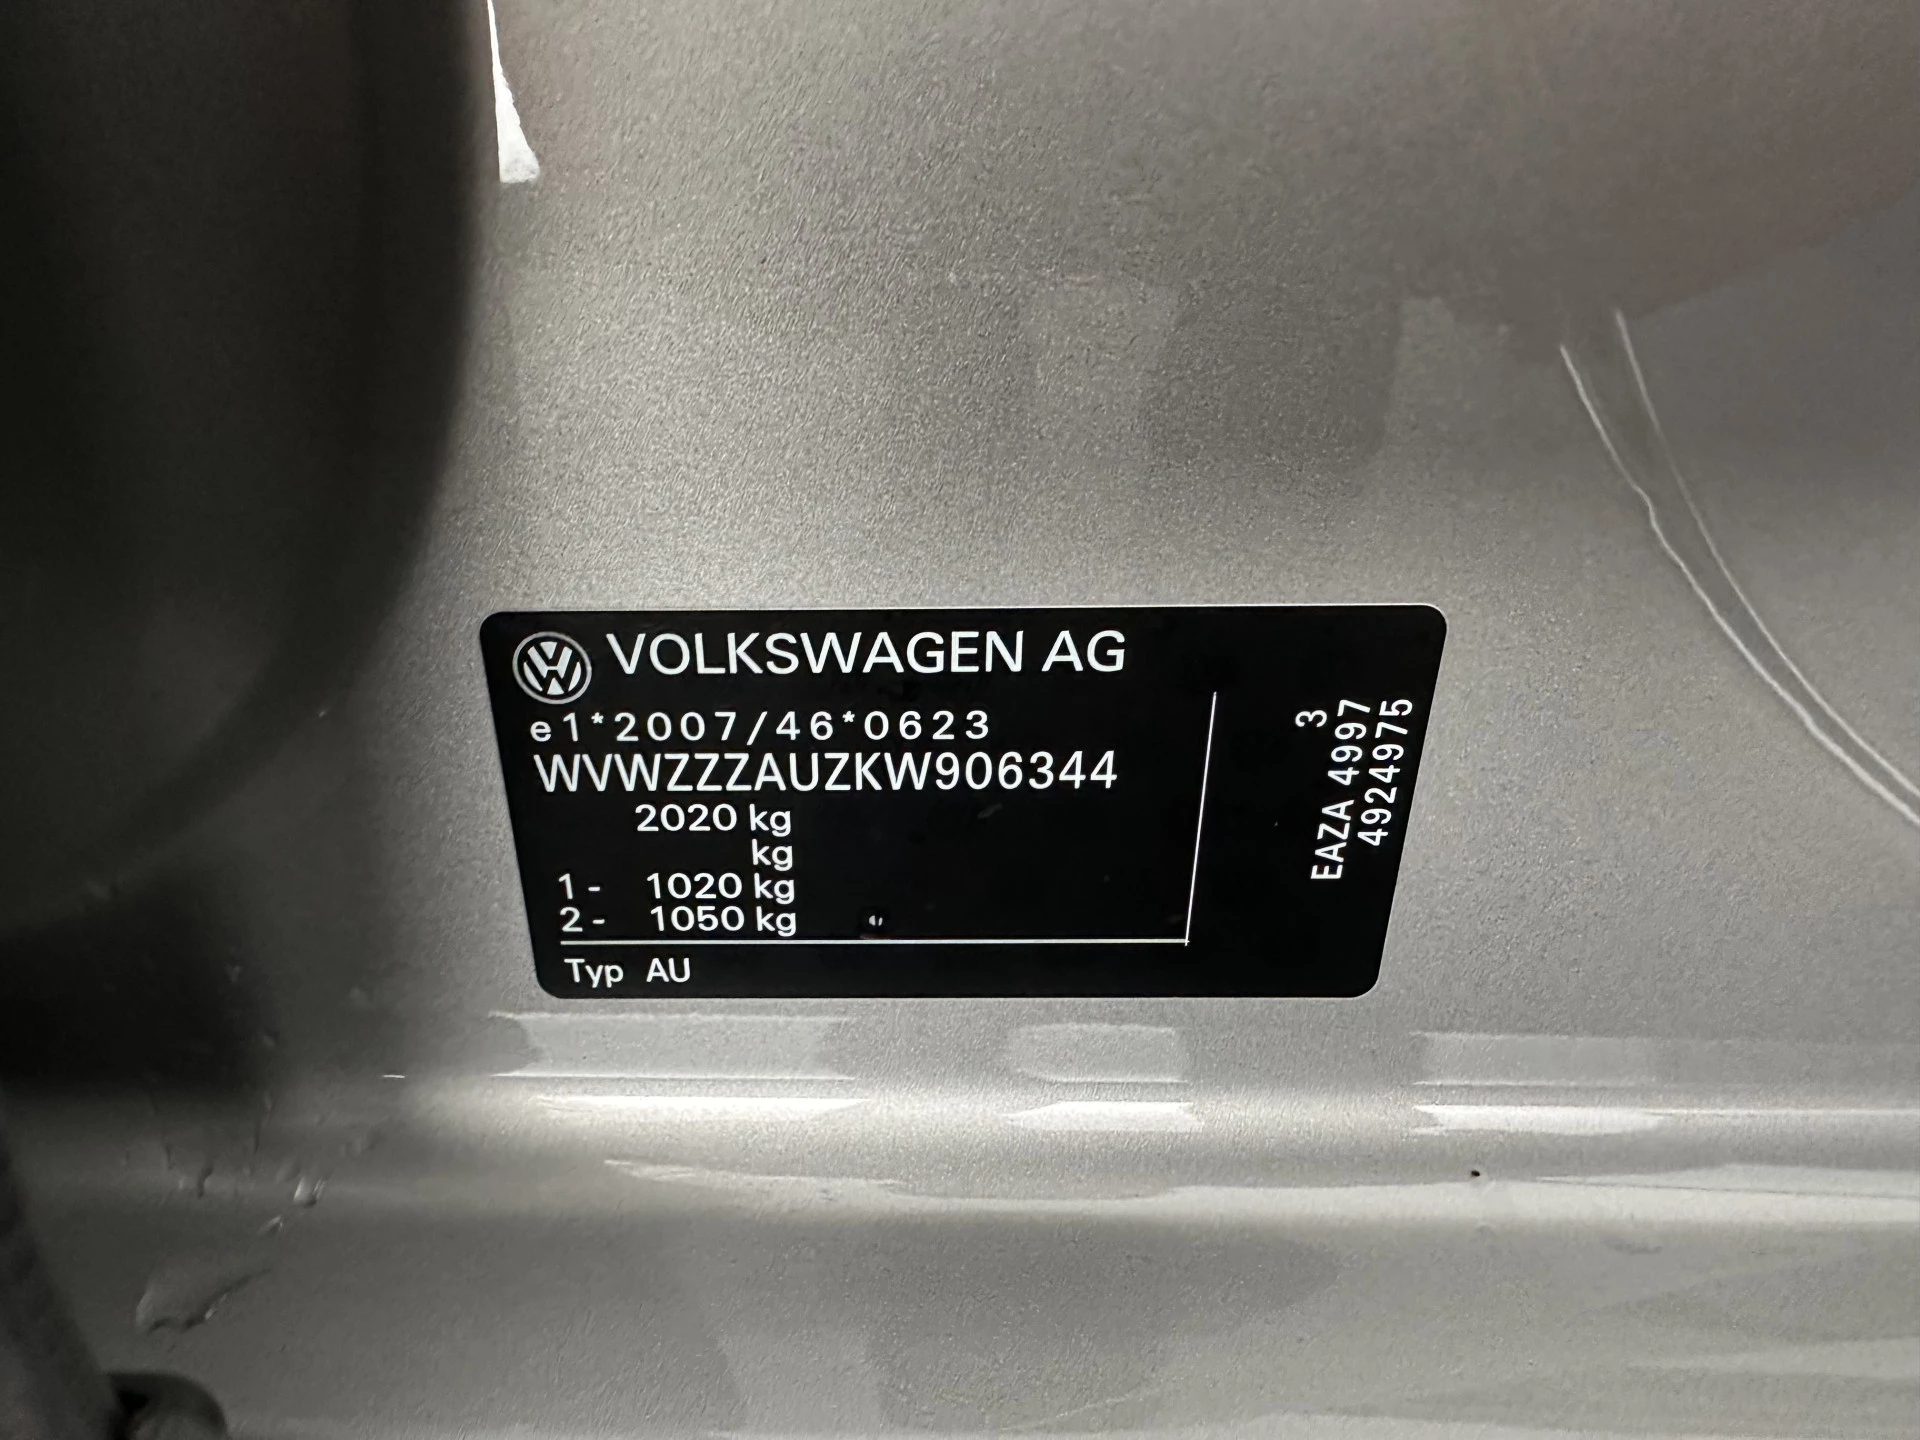 VOLKSWAGEN AG
e1*2007/46*0623
WVWZZZAUZKW906344
2020 kg
kg
1- 1020 kg
2- 1050 kg
Typ AU
3
EAZA 4997
4924975